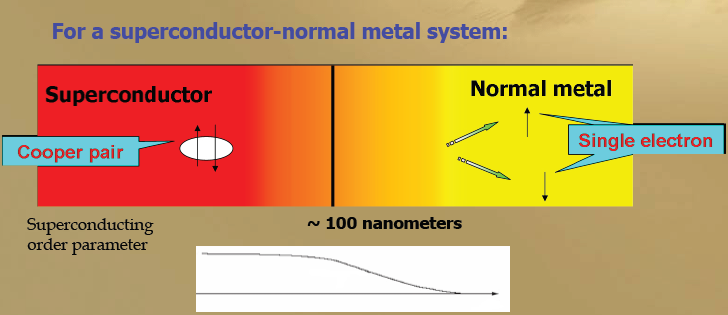 For a superconductor-normal metal system:
Superconductor
Normal metal
Cooper pair
Single electron
Superconducting
order parameter
~ 100 nanometers